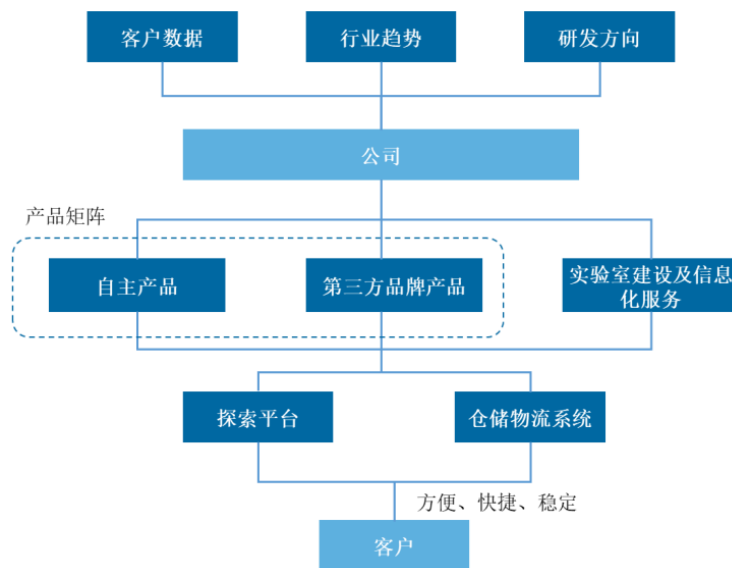 客户数据
行业趋势
研发方向
公司
产品矩阵
自主产品
第三方品牌产品
实验室建设及信息
化服务
探索平台
仓储物流系统
方便、快捷、稳定
客户